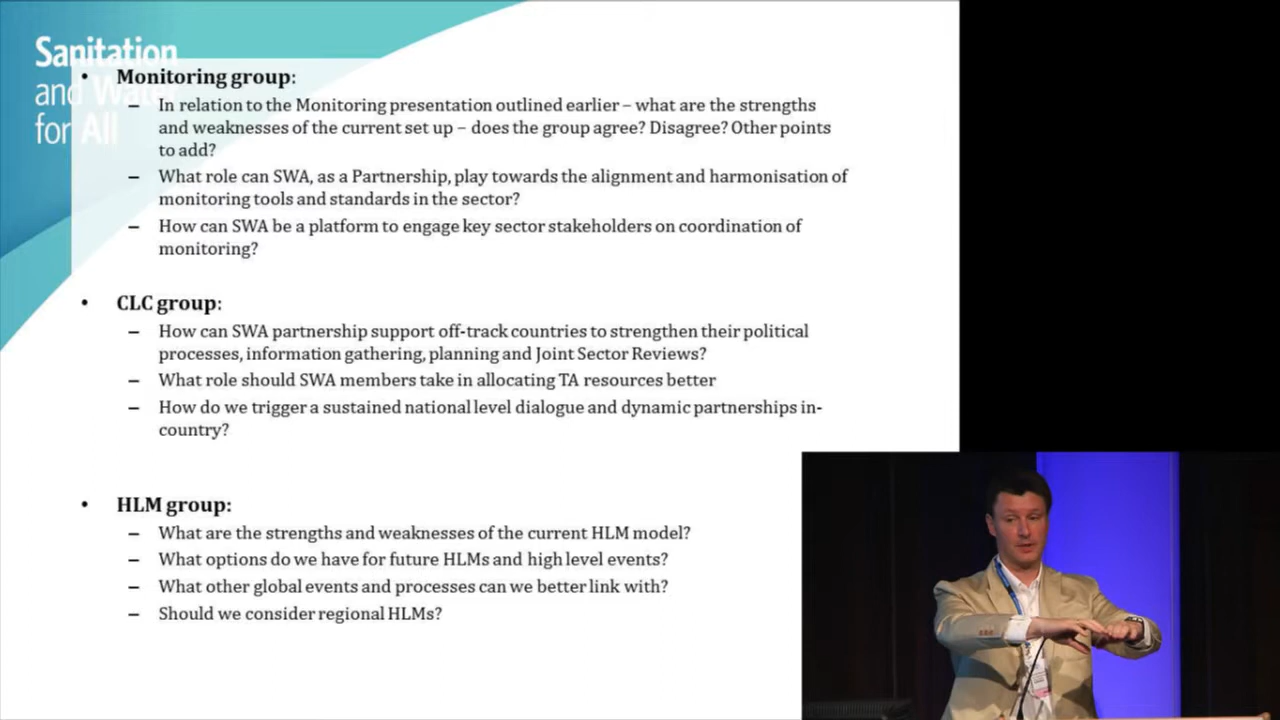 Sanitation
and Water
for All
• Monitoring group:
– In relation to the Monitoring presentation outlined earlier – what are the strengths
and weaknesses of the current set up – does the group agree? Disagree? Other points
to add?
– What role can SWA, as a Partnership, play towards the alignment and harmonisation of
monitoring tools and standards in the sector?
– How can SWA be a platform to engage key sector stakeholders on coordination of
monitoring?
• CLC group:
– How can SWA partnership support off-track countries to strengthen their political
processes, information gathering, planning and Joint Sector Reviews?
– What role should SWA members take in allocating TA resources better
– How do we trigger a sustained national level dialogue and dynamic partnerships in-
country?
• HLM group:
– What are the strengths and weaknesses of the current HLM model?
– What options do we have for future HLMs and high level events?
– What other global events and processes can we better link with?
– Should we consider regional HLMs?